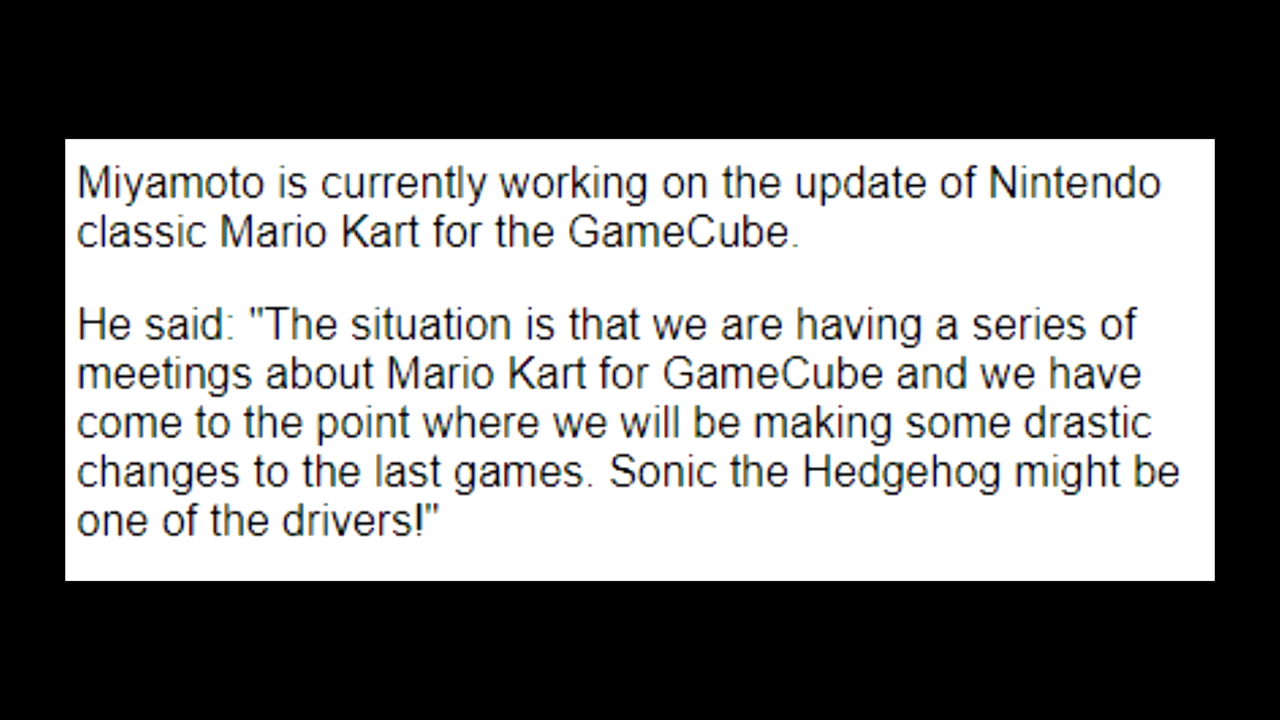 Miyamoto is currently working on the update of Nintendo
classic Mario Kart for the GameCube.
He said: "The situation is that we are having a series of
meetings about Mario Kart for GameCube and we have
come to the point where we will be making some drastic
changes to the last games. Sonic the Hedgehog might be
one of the drivers!"